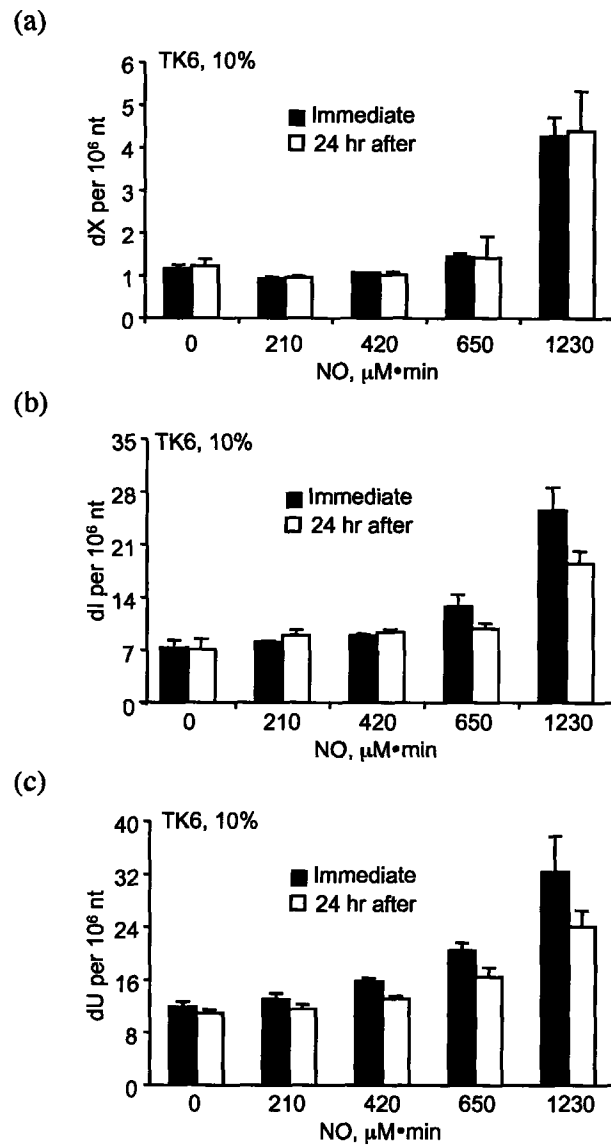 (a)
TK6, 10%
Immediate
24 hr after
dX per 10⁶ nt
6
5
4
3
2
1
0
0 210 420 650 1230
NO, μM•min
(b)
TK6, 10%
Immediate
24 hr after
dI per 10⁶ nt
35
28
21
14
7
0
0 210 420 650 1230
NO, μM•min
(c)
TK6, 10%
Immediate
24 hr after
dU per 10⁶ nt
40
32
24
16
8
0
0 210 420 650 1230
NO, μM•min